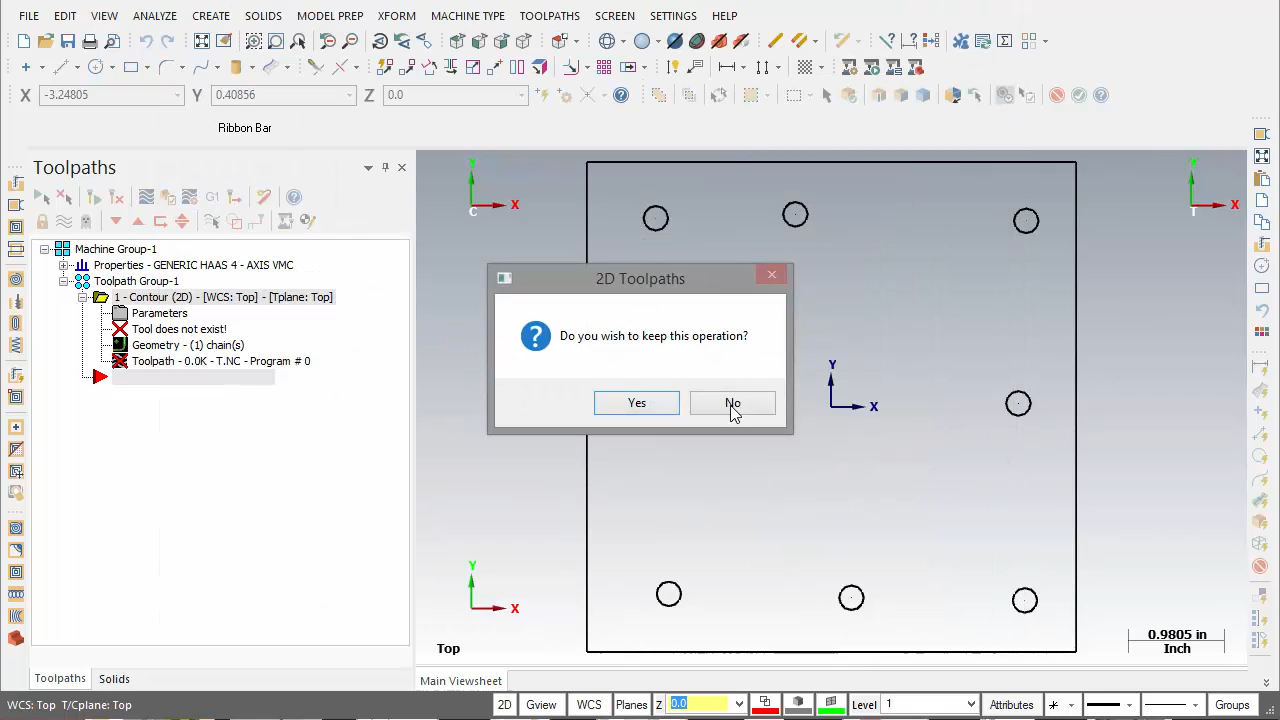 FILE EDIT VIEW ANALYZE CREATE SOLIDS MODEL PREP XFORM MACHINE TYPE TOOLPATHS SCREEN SETTINGS HELP
X -3.24805 Y 0.40856 Z 0.0
Ribbon Bar
Toolpaths
G1
Machine Group-1
Properties - GENERIC HAAS 4 - AXIS VMC
Toolpath Group-1
1 - Contour (2D) - [WCS: Top] - [Tplane: Top]
Parameters
Tool does not exist!
Geometry - (1) chain(s)
Toolpath - 0.0K - T.NC - Program # 0
Y
X
C
Y
X
T
2D Toolpaths
Do you wish to keep this operation?
Yes No
Y
X
Y
X
Top
0.9805 in
Inch
Toolpaths Solids
Main Viewsheet
WCS: Top T/Cplane: Top 2D Gview WCS Planes Z 0.0 Level 1 Attributes Groups